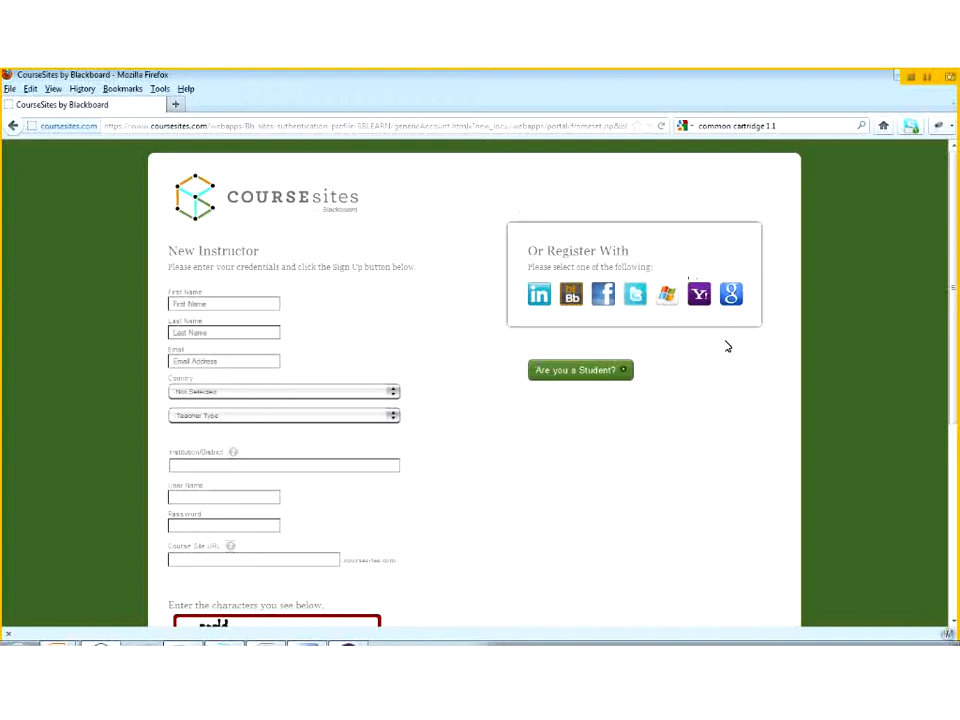 CourseSites by Blackboard - Mozilla Firefox
File Edit View History Bookmarks Tools Help
CourseSites by Blackboard +
coursesites.com common cartridge 1.1
COURSEsites
Blackboard
New Instructor
Please enter your credentials and click the Sign Up button below
First Name
First Name
Last Name
Last Name
Email
Email Address
Country
Not Selected
Teacher Type
Institution/District ?
User Name
Password
Course Site URL ?
.coursesites.com
Enter the characters you see below.
Or Register With
Please select one of the following:
in Bb f t Y! g
Are you a Student?